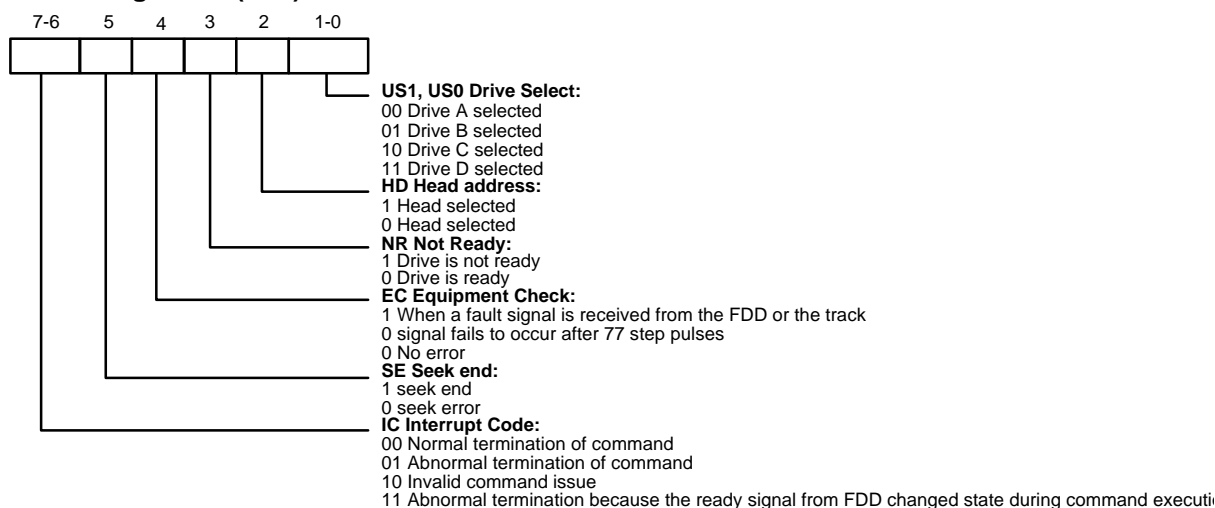 7-6 5 4 3 2 1-0
US1, US0 Drive Select:
00 Drive A selected
01 Drive B selected
10 Drive C selected
11 Drive D selected
HD Head address:
1 Head selected
0 Head selected
NR Not Ready:
1 Drive is not ready
0 Drive is ready
EC Equipment Check:
1 When a fault signal is received from the FDD or the track
0 signal fails to occur after 77 step pulses
0 No error
SE Seek end:
1 seek end
0 seek error
IC Interrupt Code:
00 Normal termination of command
01 Abnormal termination of command
10 Invalid command issue
11 Abnormal termination because the ready signal from FDD changed state during command